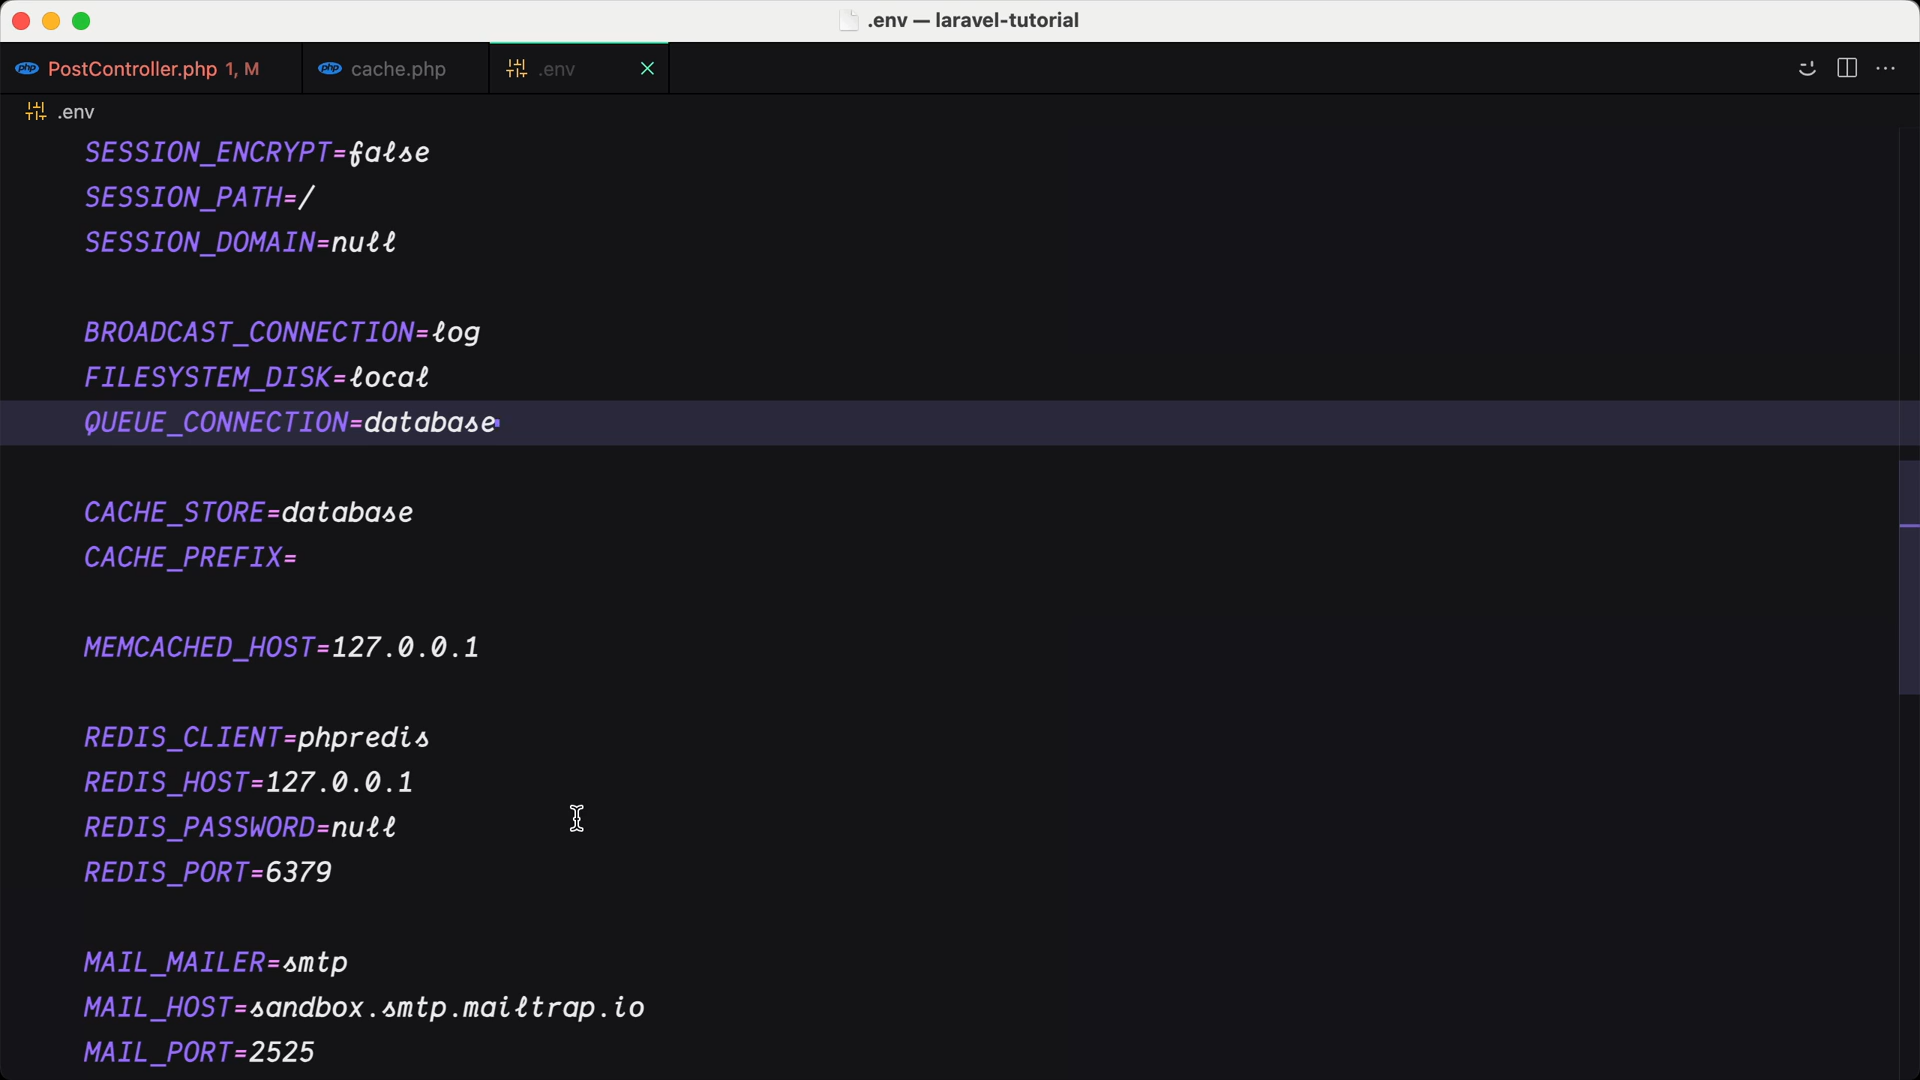 .env — laravel-tutorial
php PostController.php 1, M
php cache.php
.env
.env
SESSION_ENCRYPT=false
SESSION_PATH=/
SESSION_DOMAIN=null
BROADCAST_CONNECTION=log
FILESYSTEM_DISK=local
QUEUE_CONNECTION=database
CACHE_STORE=database
CACHE_PREFIX=
MEMCACHED_HOST=127.0.0.1
REDIS_CLIENT=phpredis
REDIS_HOST=127.0.0.1
REDIS_PASSWORD=null
REDIS_PORT=6379
MAIL_MAILER=smtp
MAIL_HOST=sandbox.smtp.mailtrap.io
MAIL_PORT=2525